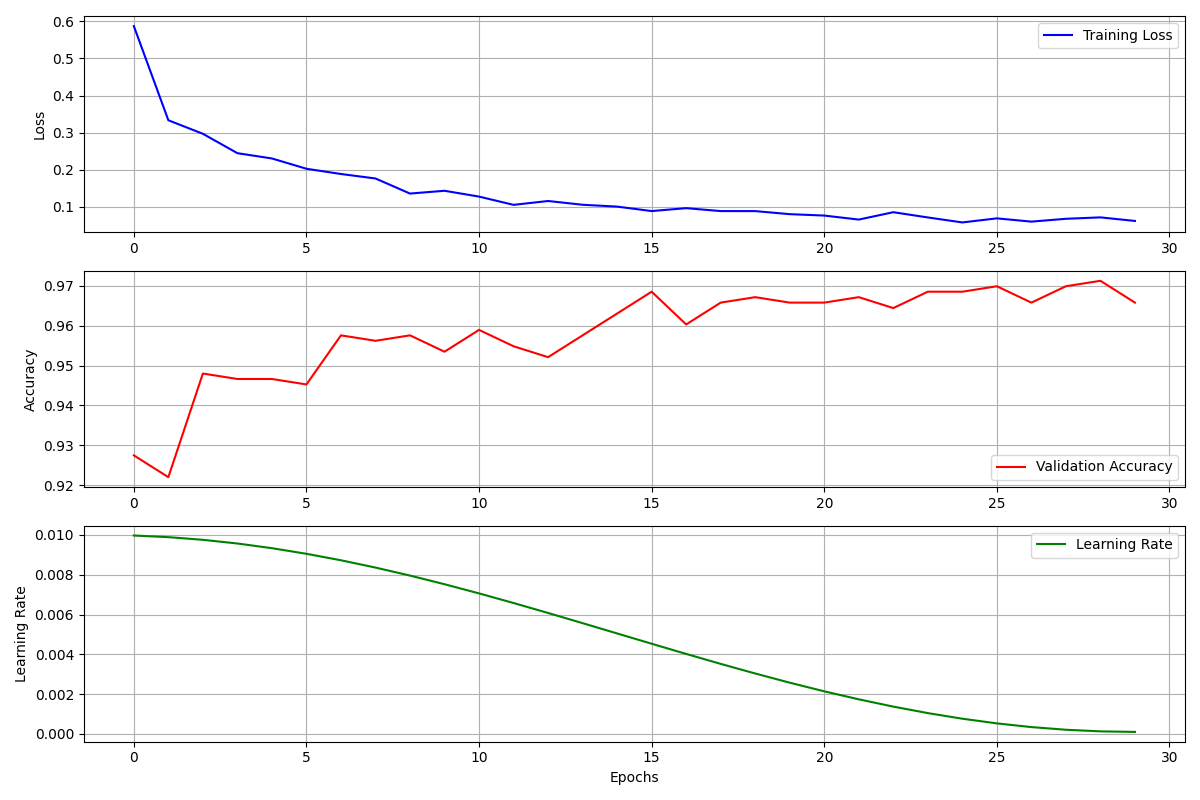 0.6
0.5
0.4
0.3
0.2
0.1
Loss
Training Loss
0 5 10 15 20 25 30
0.97
0.96
0.95
0.94
0.93
0.92
Accuracy
Validation Accuracy
0 5 10 15 20 25 30
0.010
0.008
0.006
0.004
0.002
0.000
Learning Rate
Learning Rate
0 5 10 15 20 25 30
Epochs